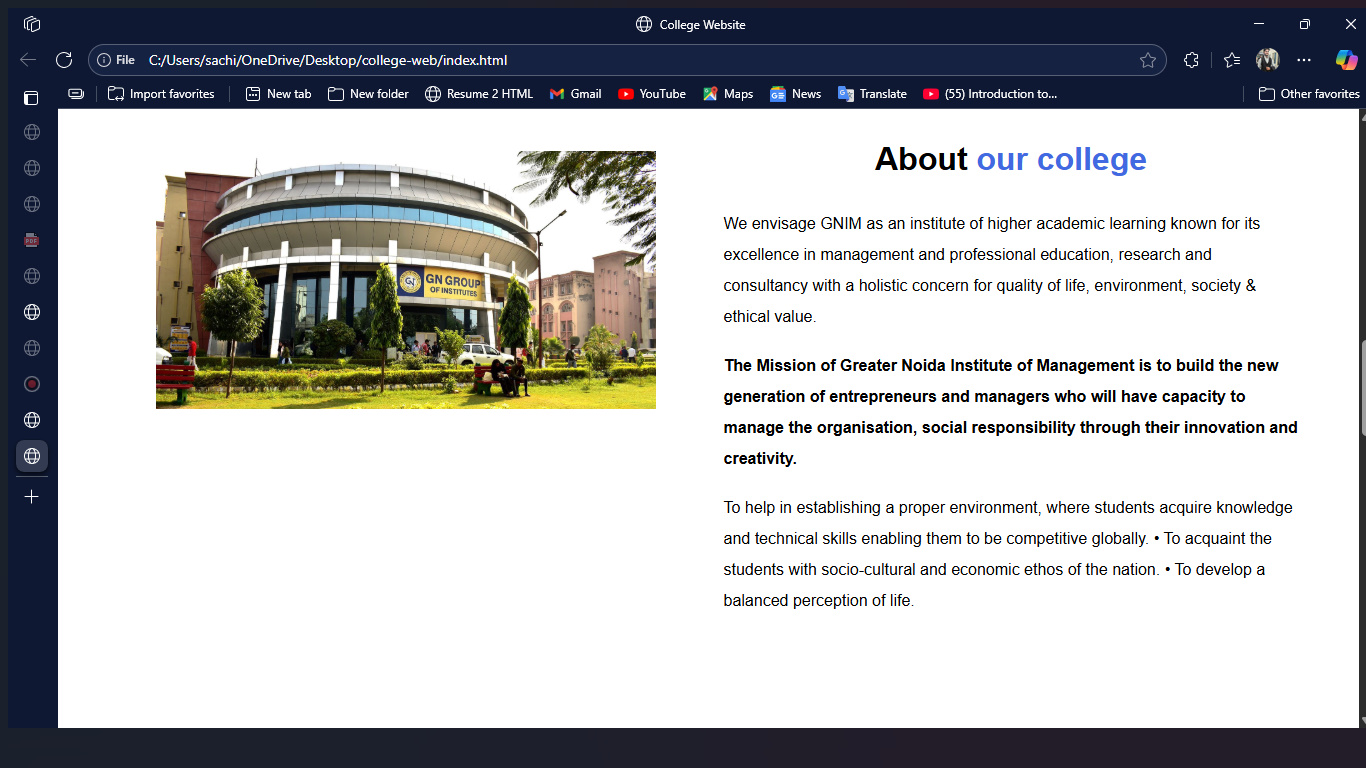 College Website
File C:/Users/sachi/OneDrive/Desktop/college-web/index.html
Import favorites New tab New folder Resume 2 HTML Gmail YouTube Maps News Translate (55) Introduction to... Other favorites
PDF
About our college
We envisage GNIM as an institute of higher academic learning known for its
excellence in management and professional education, research and
consultancy with a holistic concern for quality of life, environment, society &
ethical value.
GN GROUP
OF INSTITUTES
The Mission of Greater Noida Institute of Management is to build the new
generation of entrepreneurs and managers who will have capacity to
manage the organisation, social responsibility through their innovation and
creativity.
To help in establishing a proper environment, where students acquire knowledge
and technical skills enabling them to be competitive globally. • To acquaint the
students with socio-cultural and economic ethos of the nation. • To develop a
balanced perception of life.